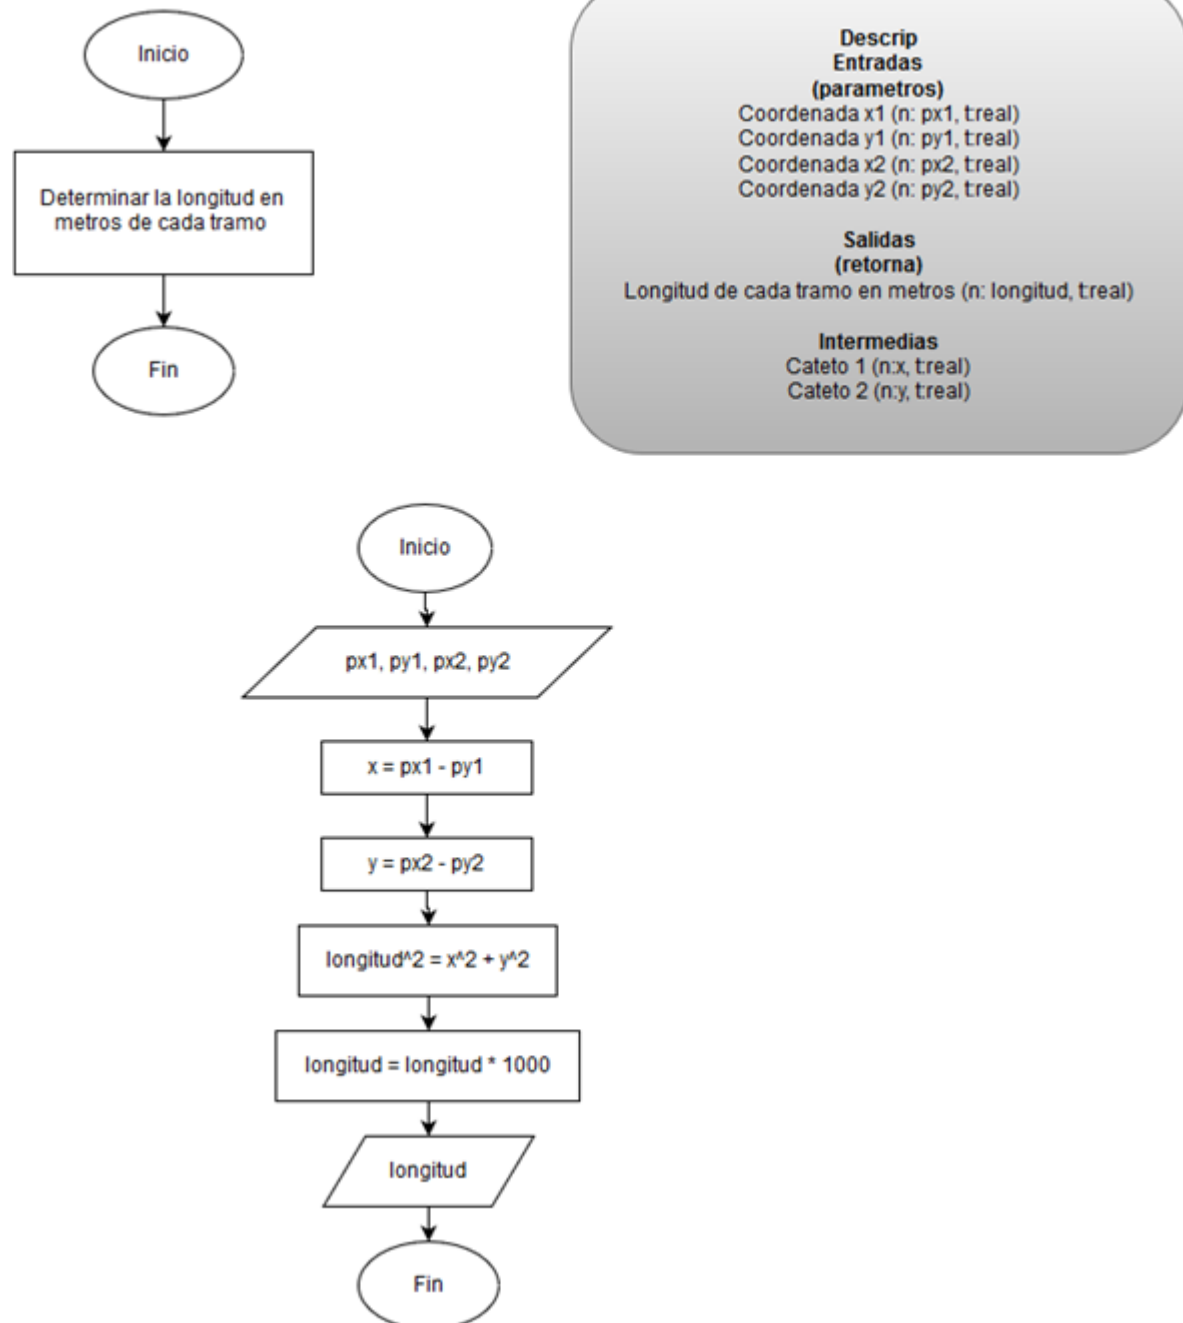 Inicio
Determinar la longitud en
metros de cada tramo
Fin
Descrip
Entradas
(parametros)
Coordenada x1 (n: px1, t:real)
Coordenada y1 (n: py1, t:real)
Coordenada x2 (n: px2, t:real)
Coordenada y2 (n: py2, t:real)
Salidas
(retorna)
Longitud de cada tramo en metros (n: longitud, t:real)
Intermedias
Cateto 1 (n:x, t:real)
Cateto 2 (n:y, t:real)
Inicio
px1, py1, px2, py2
x = px1 - py1
y = px2 - py2
longitud^2 = x^2 + y^2
longitud = longitud * 1000
longitud
Fin